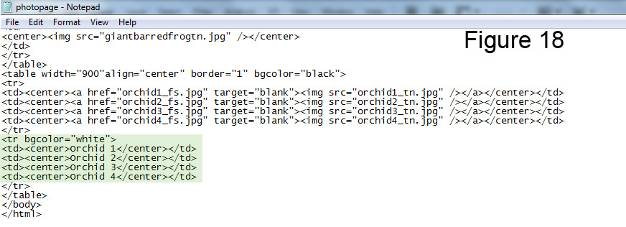 photopage - Notepad
File Edit Format View Help
<center><img src="giantbarredfrogtn.jpg" /></center>
</td>
</tr>
</table>
<table width="900"align="center" border="1" bgcolor="black">
<tr>
<td><center><a href="orchid1_fs.jpg" target="blank"><img src="orchid1_tn.jpg" /></a></center></td>
<td><center><a href="orchid2_fs.jpg" target="blank"><img src="orchid2_tn.jpg" /></a></center></td>
<td><center><a href="orchid3_fs.jpg" target="blank"><img src="orchid3_tn.jpg" /></a></center></td>
<td><center><a href="orchid4_fs.jpg" target="blank"><img src="orchid4_tn.jpg" /></a></center></td>
</tr>
<tr bgcolor="white">
<td><center>Orchid 1</center></td>
<td><center>Orchid 2</center></td>
<td><center>Orchid 3</center></td>
<td><center>Orchid 4</center></td>
</tr>
</table>
</body>
</html>
Figure 18